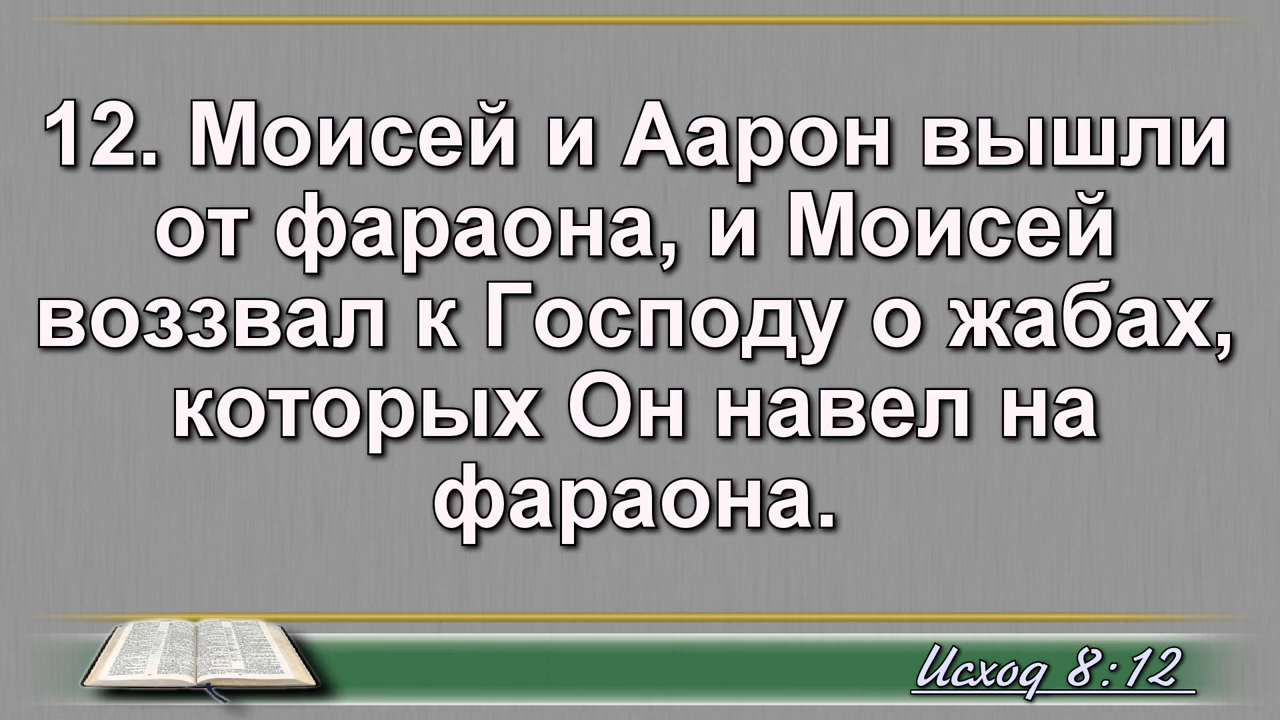 12. Моисей и Аарон вышли
от фараона, и Моисей
воззвал к Господу о жабах,
которых Он навел на
фараона.
Исход 8:12